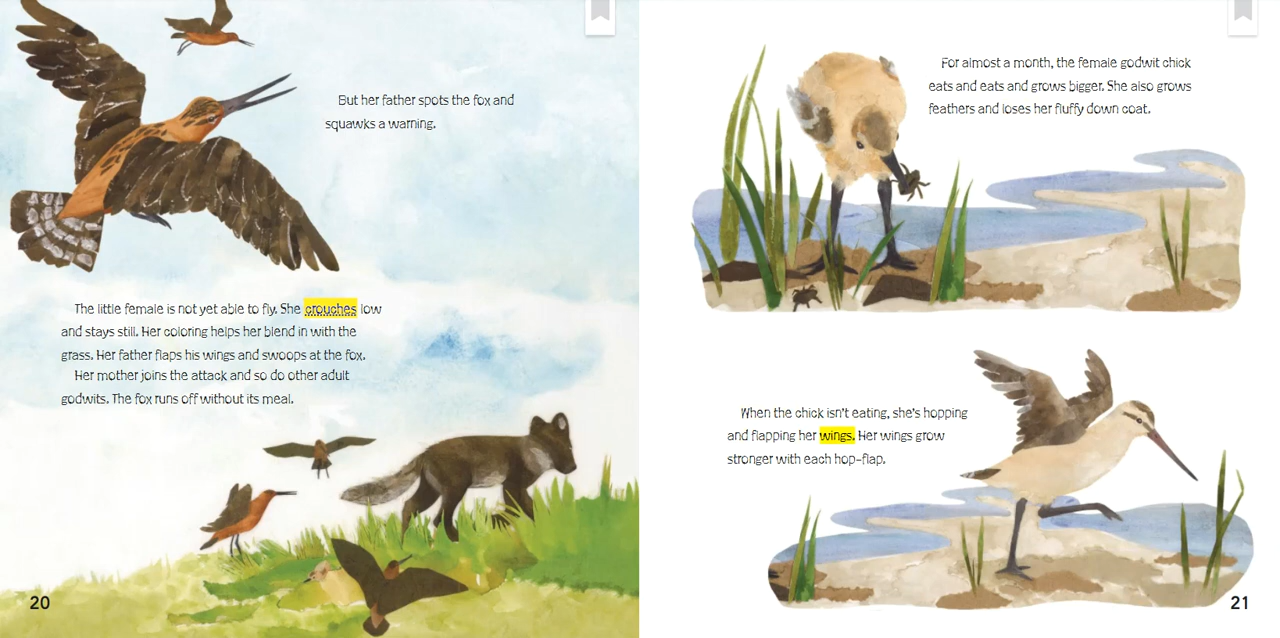 But her father spots the fox and
squawks a warning.
The little female is not yet able to fly. She crouches low
and stays still. Her coloring helps her blend in with the
grass. Her father flaps his wings and swoops at the fox.
Her mother joins the attack and so do other adult
godwits. The fox runs off without its meal.
20
For almost a month, the female godwit chick
eats and eats and grows bigger. She also grows
feathers and loses her fluffy down coat.
When the chick isn't eating, she's hopping
and flapping her wings. Her wings grow
stronger with each hop-flap.
21